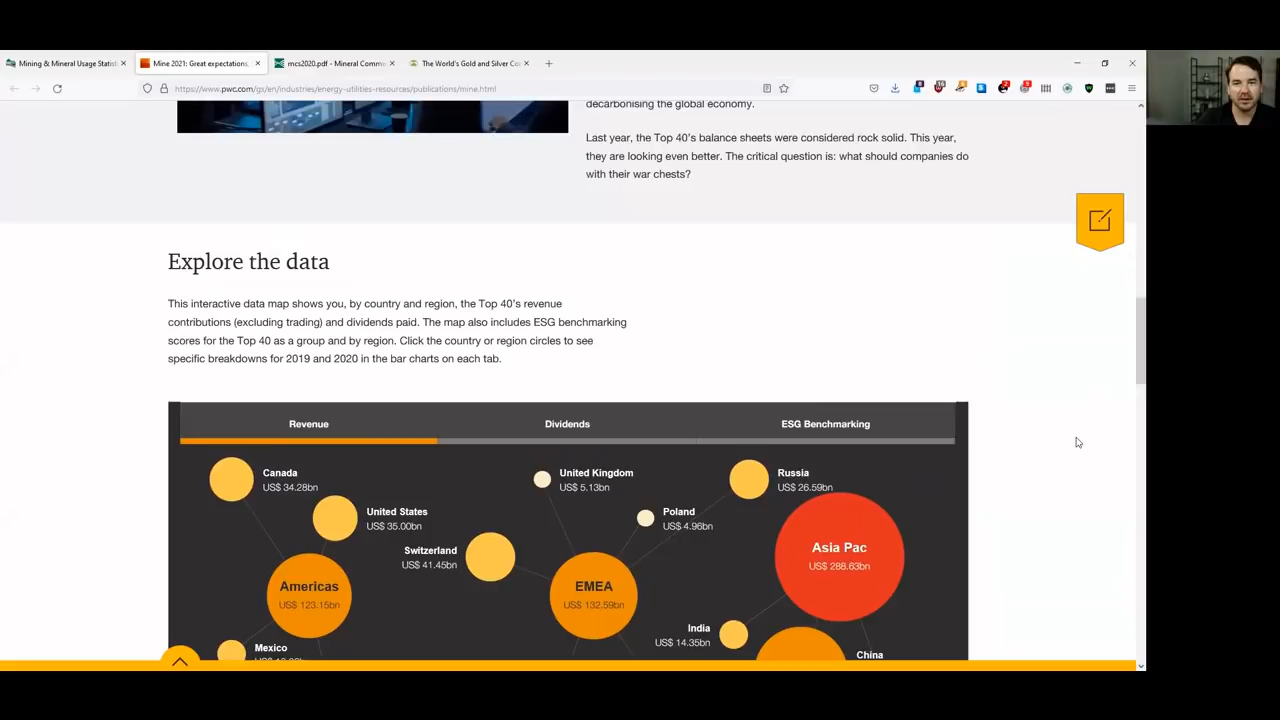 Mining & Mineral Usage Statis
Mine 2021: Great expectations,
mcs2020.pdf - Mineral Comm
The World's Gold and Silver Co
https://www.pwc.com/gs/en/industries/energy-utilities-resources/publications/mine.html
decarbonising the global economy.
Last year, the Top 40's balance sheets were considered rock solid. This year,
they are looking even better. The critical question is: what should companies do
with their war chests?
Explore the data
This interactive data map shows you, by country and region, the Top 40's revenue
contributions (excluding trading) and dividends paid. The map also includes ESG benchmarking
scores for the Top 40 as a group and by region. Click the country or region circles to see
specific breakdowns for 2019 and 2020 in the bar charts on each tab.
Revenue
Dividends
ESG Benchmarking
Canada
US$ 34.28bn
United States
US$ 35.00bn
Americas
US$ 123.15bn
Mexico
Switzerland
US$ 41.45bn
United Kingdom
US$ 5.13bn
Poland
US$ 4.96bn
EMEA
US$ 132.59bn
Russia
US$ 26.59bn
Asia Pac
US$ 288.63bn
India
US$ 14.35bn
China